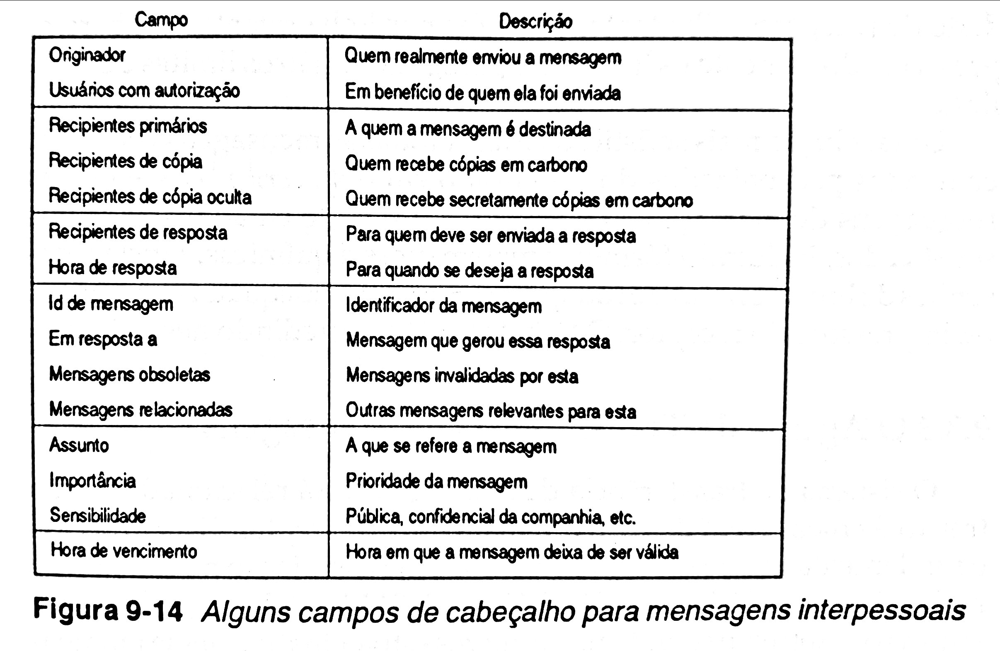 Campo Descrição
Originador Quem realmente enviou a mensagem
Usuários com autorização Em benefício de quem ela foi enviada
Recipientes primários A quem a mensagem é destinada
Recipientes de cópia Quem recebe cópias em carbono
Recipientes de cópia oculta Quem recebe secretamente cópias em carbono
Recipientes de resposta Para quem deve ser enviada a resposta
Hora de resposta Para quando se deseja a resposta
Id de mensagem Identificador da mensagem
Em resposta a Mensagem que gerou essa resposta
Mensagens obsoletas Mensagens invalidadas por esta
Mensagens relacionadas Outras mensagens relevantes para esta
Assunto A que se refere a mensagem
Importância Prioridade da mensagem
Sensibilidade Pública, confidencial da companhia, etc.
Hora de vencimento Hora em que a mensagem deixa de ser válida
Figura 9-14 Alguns campos de cabeçalho para mensagens interpessoais